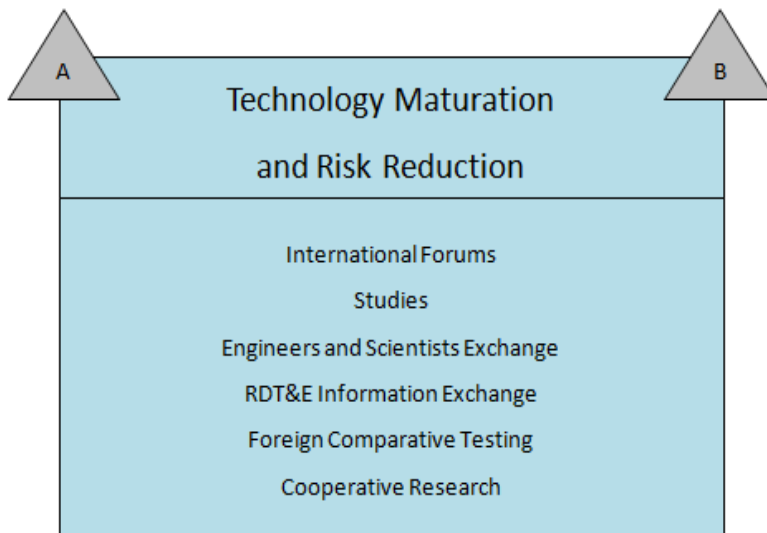 A
B
Technology Maturation
and Risk Reduction
International Forums
Studies
Engineers and Scientists Exchange
RDT&E Information Exchange
Foreign Comparative Testing
Cooperative Research